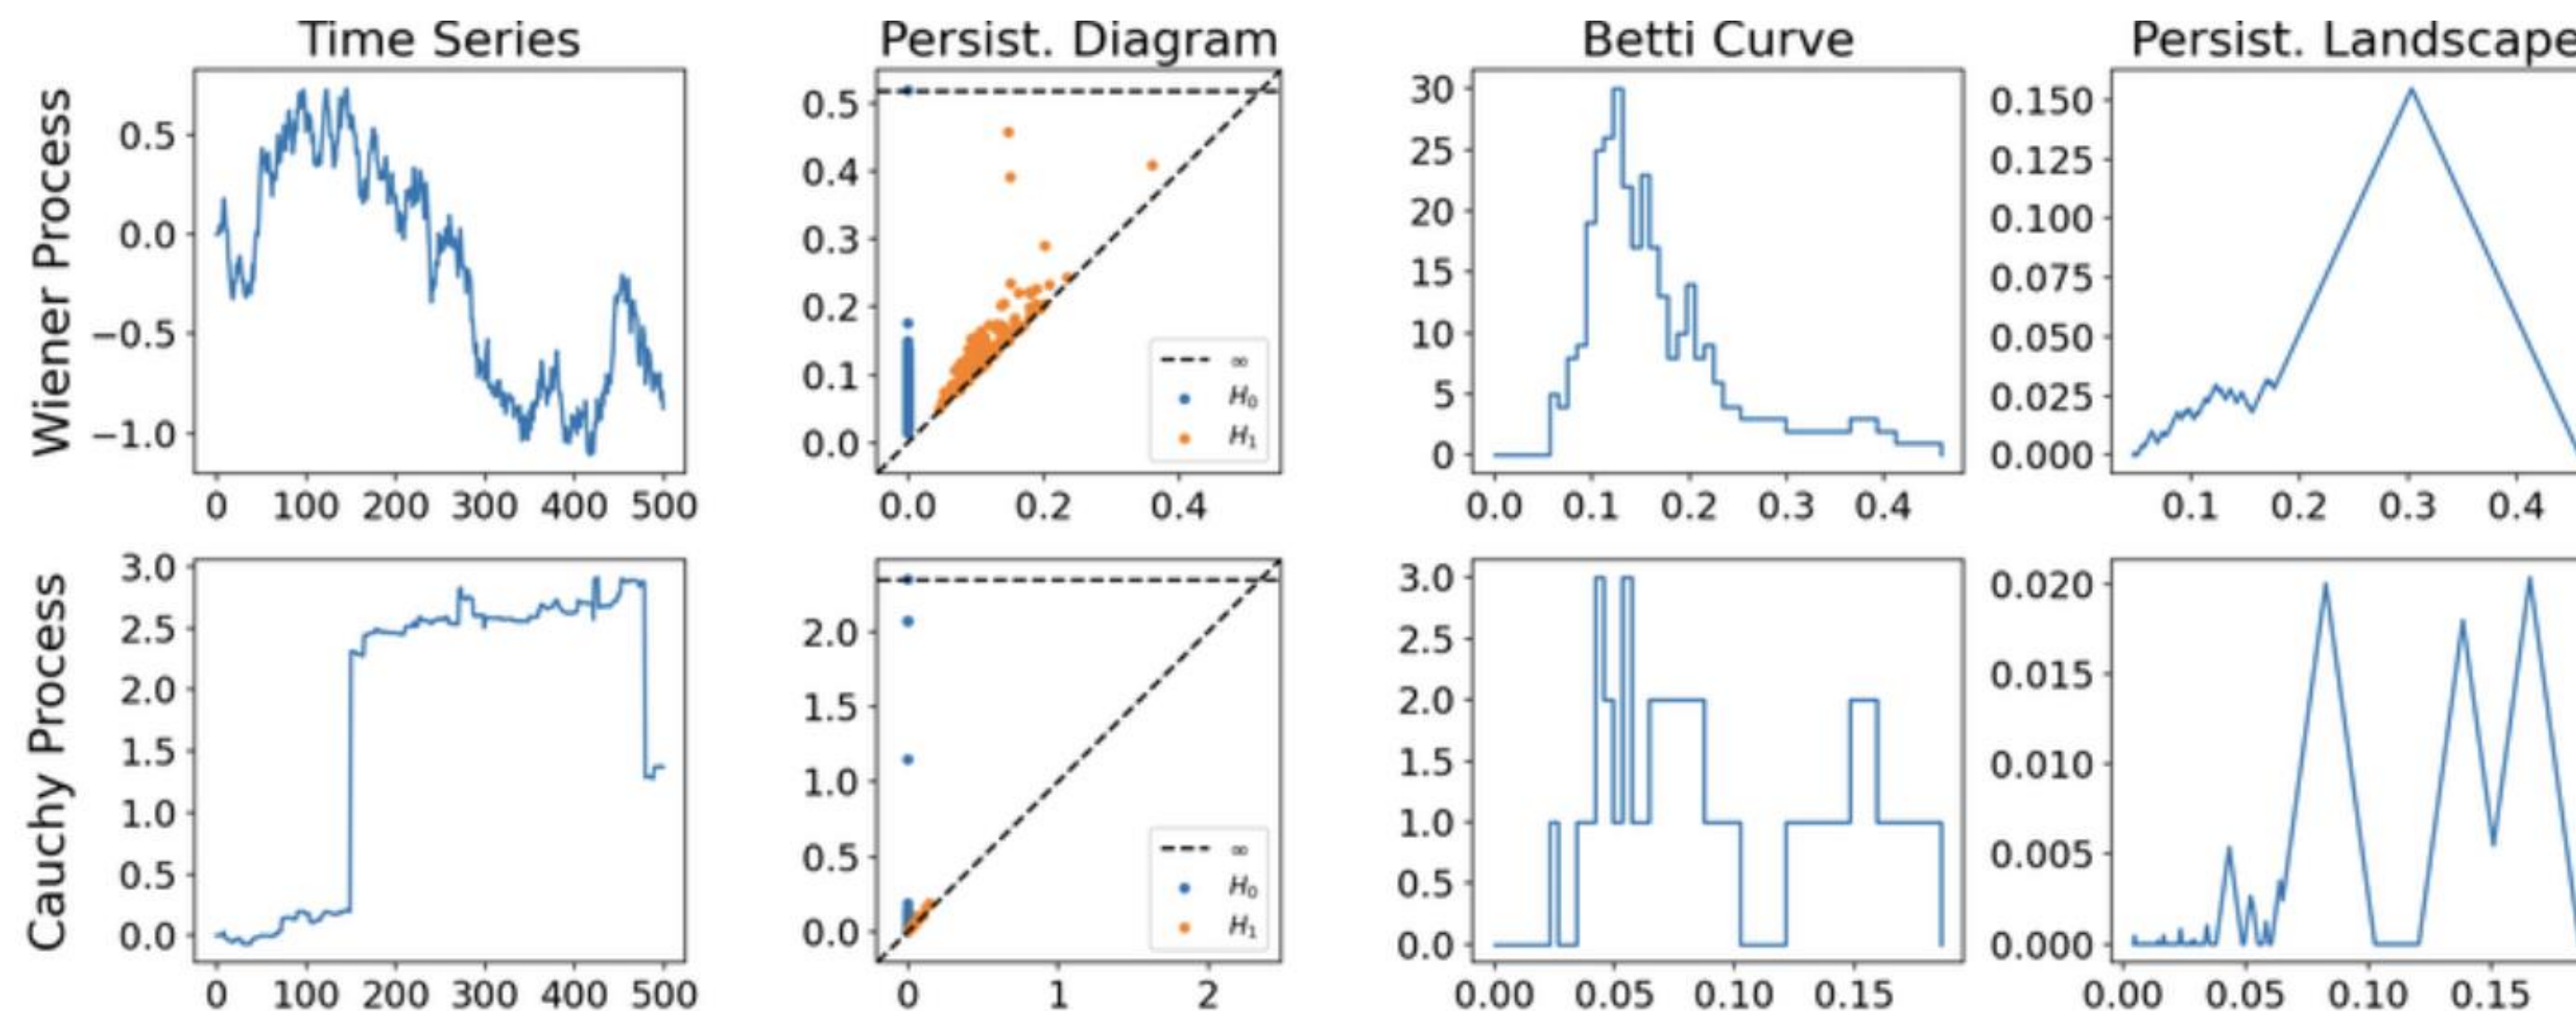 Time Series
Persist. Diagram
Betti Curve
Persist. Landscape
Wiener Process
0.5
0.0
−0.5
−1.0
0 100 200 300 400 500
0.5
0.4
0.3
0.2
0.1
0.0
∞
H₀
H₁
0.0 0.2 0.4
30
25
20
15
10
5
0
0.0 0.1 0.2 0.3 0.4
0.150
0.125
0.100
0.075
0.050
0.025
0.000
0.1 0.2 0.3 0.4
Cauchy Process
3.0
2.5
2.0
1.5
1.0
0.5
0.0
0 100 200 300 400 500
2.0
1.5
1.0
0.5
0.0
∞
H₀
H₁
0 1 2
3.0
2.5
2.0
1.5
1.0
0.5
0.0
0.00 0.05 0.10 0.15
0.020
0.015
0.010
0.005
0.000
0.00 0.05 0.10 0.15